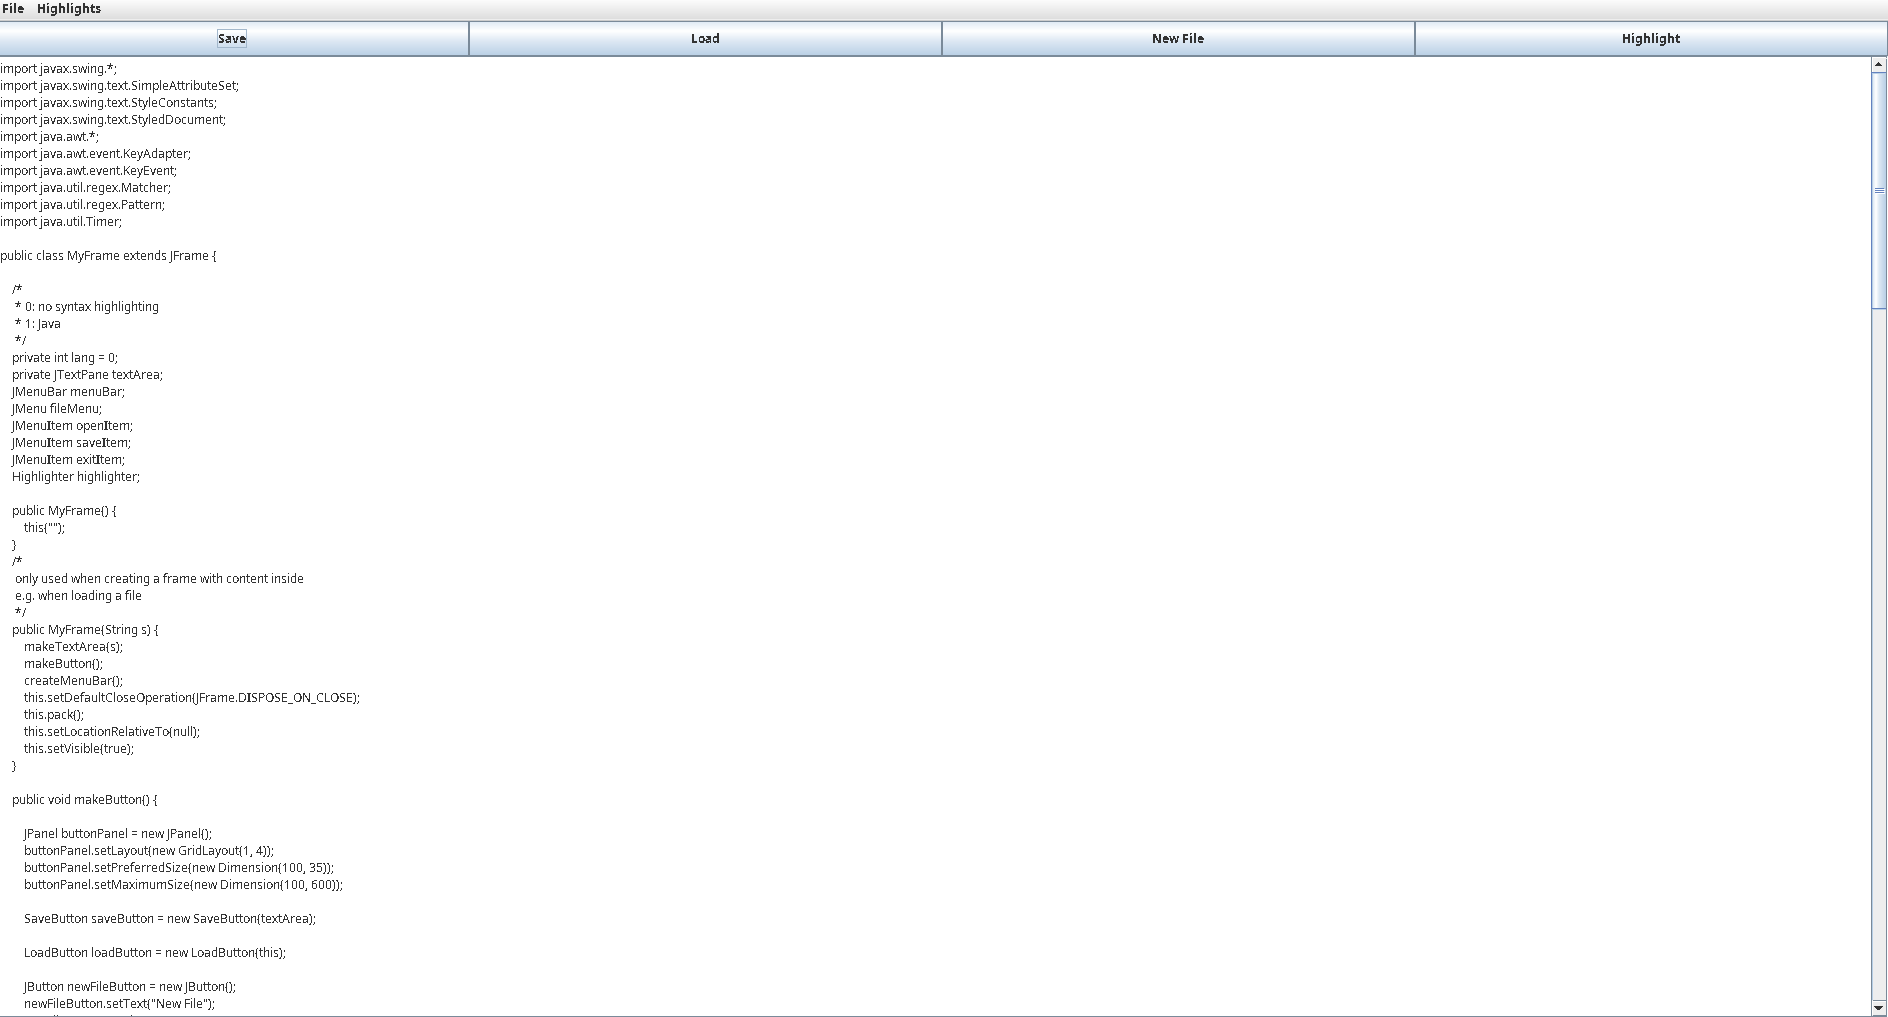 File Highlights
Save Load New File Highlight
import javax.swing.*;
import javax.swing.text.SimpleAttributeSet;
import javax.swing.text.StyleConstants;
import javax.swing.text.StyledDocument;
import java.awt.*;
import java.awt.event.KeyAdapter;
import java.awt.event.KeyEvent;
import java.util.regex.Matcher;
import java.util.regex.Pattern;
import java.util.Timer;

public class MyFrame extends JFrame {

    /*
     * 0: no syntax highlighting
     * 1: Java
     */
    private int lang = 0;
    private JTextPane textArea;
    JMenuBar menuBar;
    JMenu fileMenu;
    JMenuItem openItem;
    JMenuItem saveItem;
    JMenuItem exitItem;
    Highlighter highlighter;

    public MyFrame() {
        this("");
    }
    /*
     only used when creating a frame with content inside
     e.g. when loading a file
     */
    public MyFrame(String s) {
        makeTextArea(s);
        makeButton();
        createMenuBar();
        this.setDefaultCloseOperation(JFrame.DISPOSE_ON_CLOSE);
        this.pack();
        this.setLocationRelativeTo(null);
        this.setVisible(true);
    }

    public void makeButton() {

        JPanel buttonPanel = new JPanel();
        buttonPanel.setLayout(new GridLayout(1, 4));
        buttonPanel.setPreferredSize(new Dimension(100, 35));
        buttonPanel.setMaximumSize(new Dimension(100, 600));

        SaveButton saveButton = new SaveButton(textArea);

        LoadButton loadButton = new LoadButton(this);

        JButton newFileButton = new JButton();
        newFileButton.setText("New File");